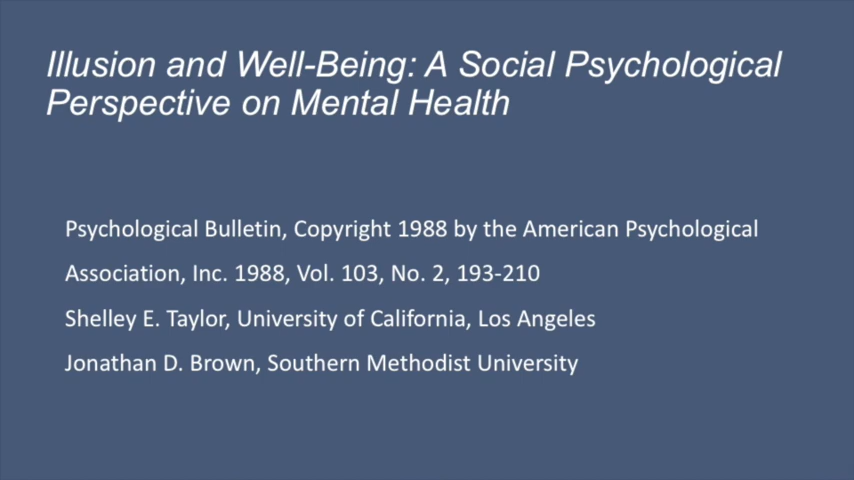 Illusion and Well-Being: A Social Psychological
Perspective on Mental Health
Psychological Bulletin, Copyright 1988 by the American Psychological
Association, Inc. 1988, Vol. 103, No. 2, 193-210
Shelley E. Taylor, University of California, Los Angeles
Jonathan D. Brown, Southern Methodist University